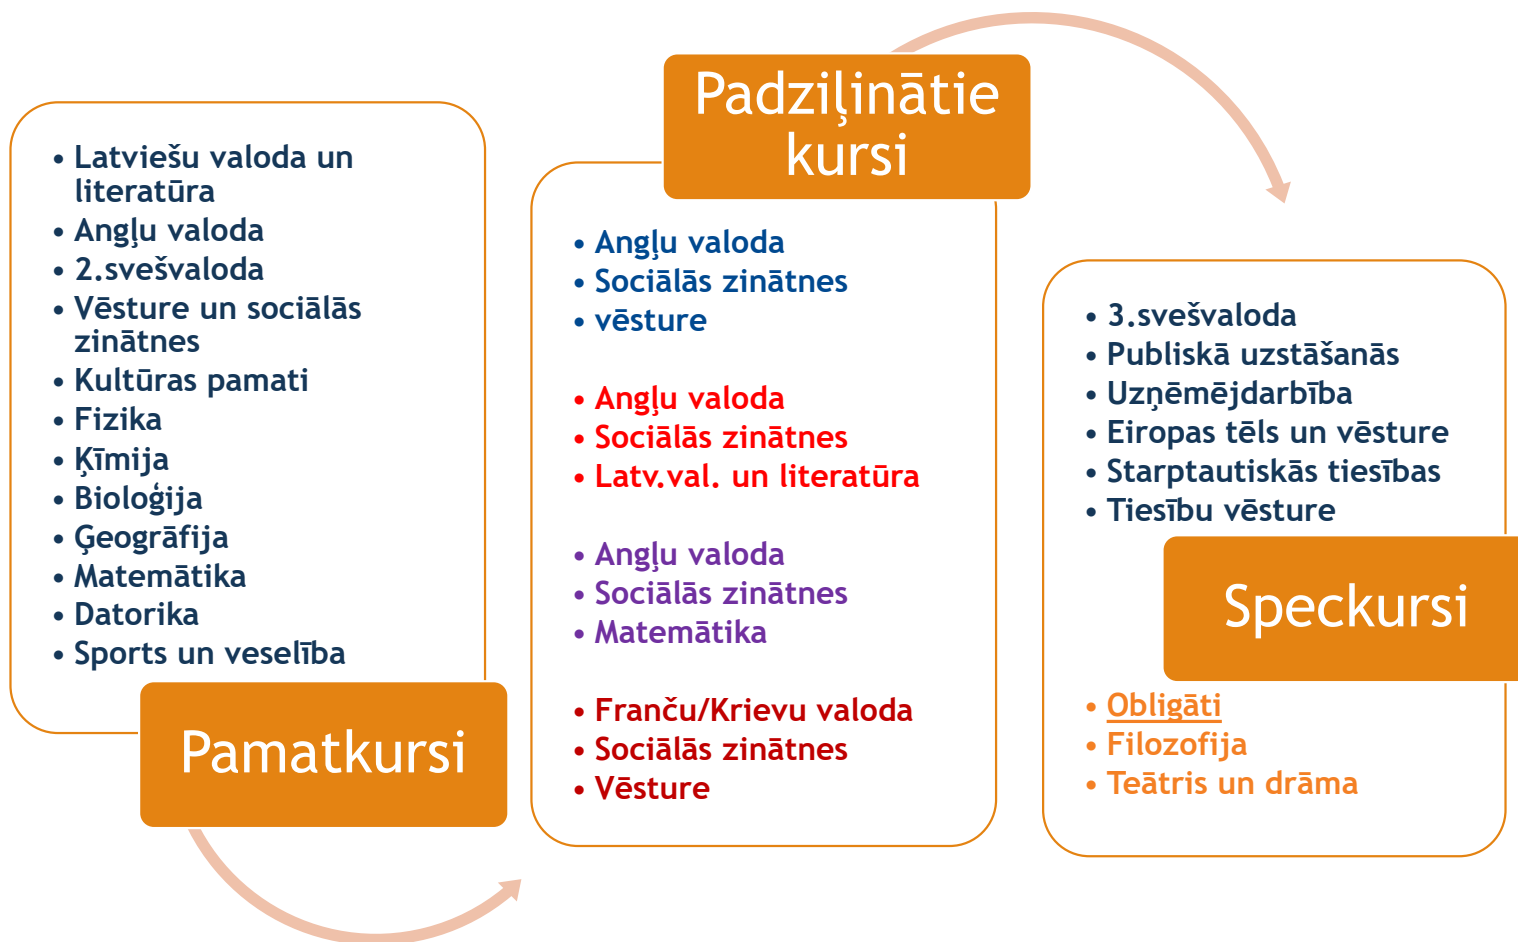 • Latviešu valoda un
literatūra
• Angļu valoda
• 2.svešvaloda
• Vēsture un sociālās
zinātnes
• Kultūras pamati
• Fizika
• Ķīmija
• Bioloģija
• Ģeogrāfija
• Matemātika
• Datorika
• Sports un veselība
Pamatkursi
Padziļinātie
kursi
• Angļu valoda
• Sociālās zinātnes
• vēsture
• Angļu valoda
• Sociālās zinātnes
• Latv.val. un literatūra
• Angļu valoda
• Sociālās zinātnes
• Matemātika
• Franču/Krievu valoda
• Sociālās zinātnes
• Vēsture
• 3.svešvaloda
• Publiskā uzstāšanās
• Uzņēmējdarbība
• Eiropas tēls un vēsture
• Starptautiskās tiesības
• Tiesību vēsture
Speckursi
• Obligāti
• Filozofija
• Teātris un drāma